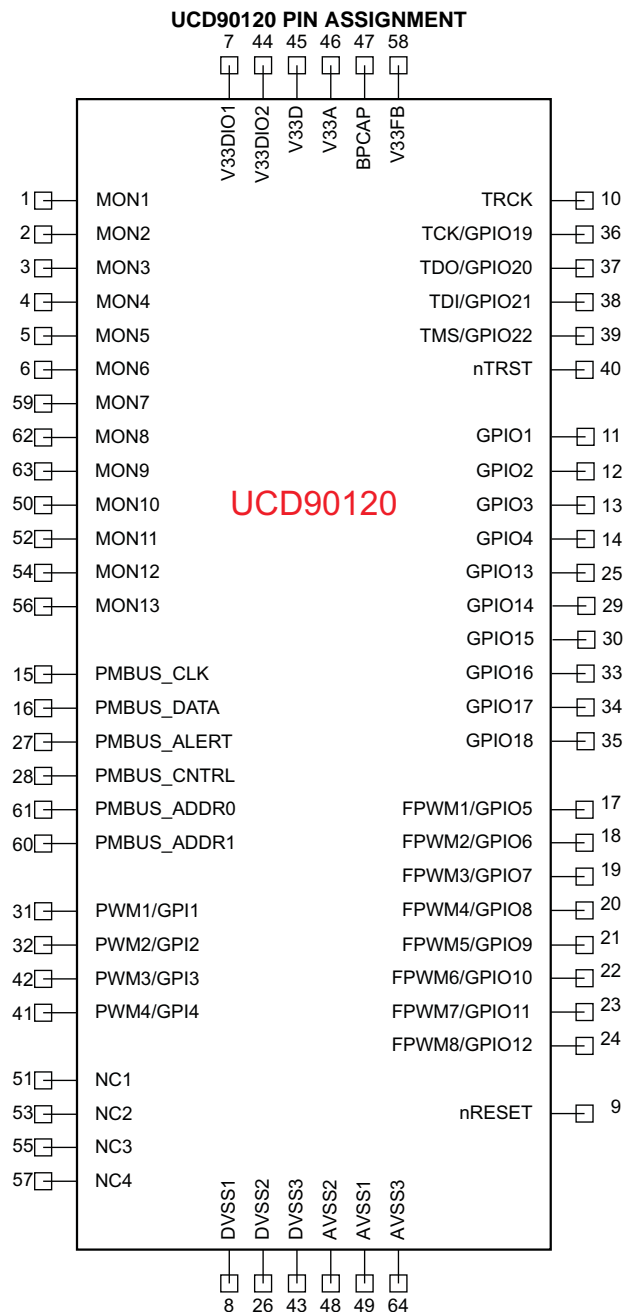 UCD90120 PIN ASSIGNMENT
7 44 45 46 47 58
V33DIO1 V33DIO2 V33D V33A BPCAP V33FB
1 MON1 TRCK 10
2 MON2 TCK/GPIO19 36
3 MON3 TDO/GPIO20 37
4 MON4 TDI/GPIO21 38
5 MON5 TMS/GPIO22 39
6 MON6 nTRST 40
59 MON7
62 MON8 GPIO1 11
63 MON9 GPIO2 12
50 MON10 UCD90120 GPIO3 13
52 MON11 GPIO4 14
54 MON12 GPIO13 25
56 MON13 GPIO14 29
GPIO15 30
15 PMBUS_CLK GPIO16 33
16 PMBUS_DATA GPIO17 34
27 PMBUS_ALERT GPIO18 35
28 PMBUS_CNTRL
61 PMBUS_ADDR0 FPWM1/GPIO5 17
60 PMBUS_ADDR1 FPWM2/GPIO6 18
FPWM3/GPIO7 19
31 PWM1/GPI1 FPWM4/GPIO8 20
32 PWM2/GPI2 FPWM5/GPIO9 21
42 PWM3/GPI3 FPWM6/GPIO10 22
41 PWM4/GPI4 FPWM7/GPIO11 23
FPWM8/GPIO12 24
51 NC1
53 NC2 nRESET 9
55 NC3
57 NC4
DVSS1 DVSS2 DVSS3 AVSS2 AVSS1 AVSS3
8 26 43 48 49 64